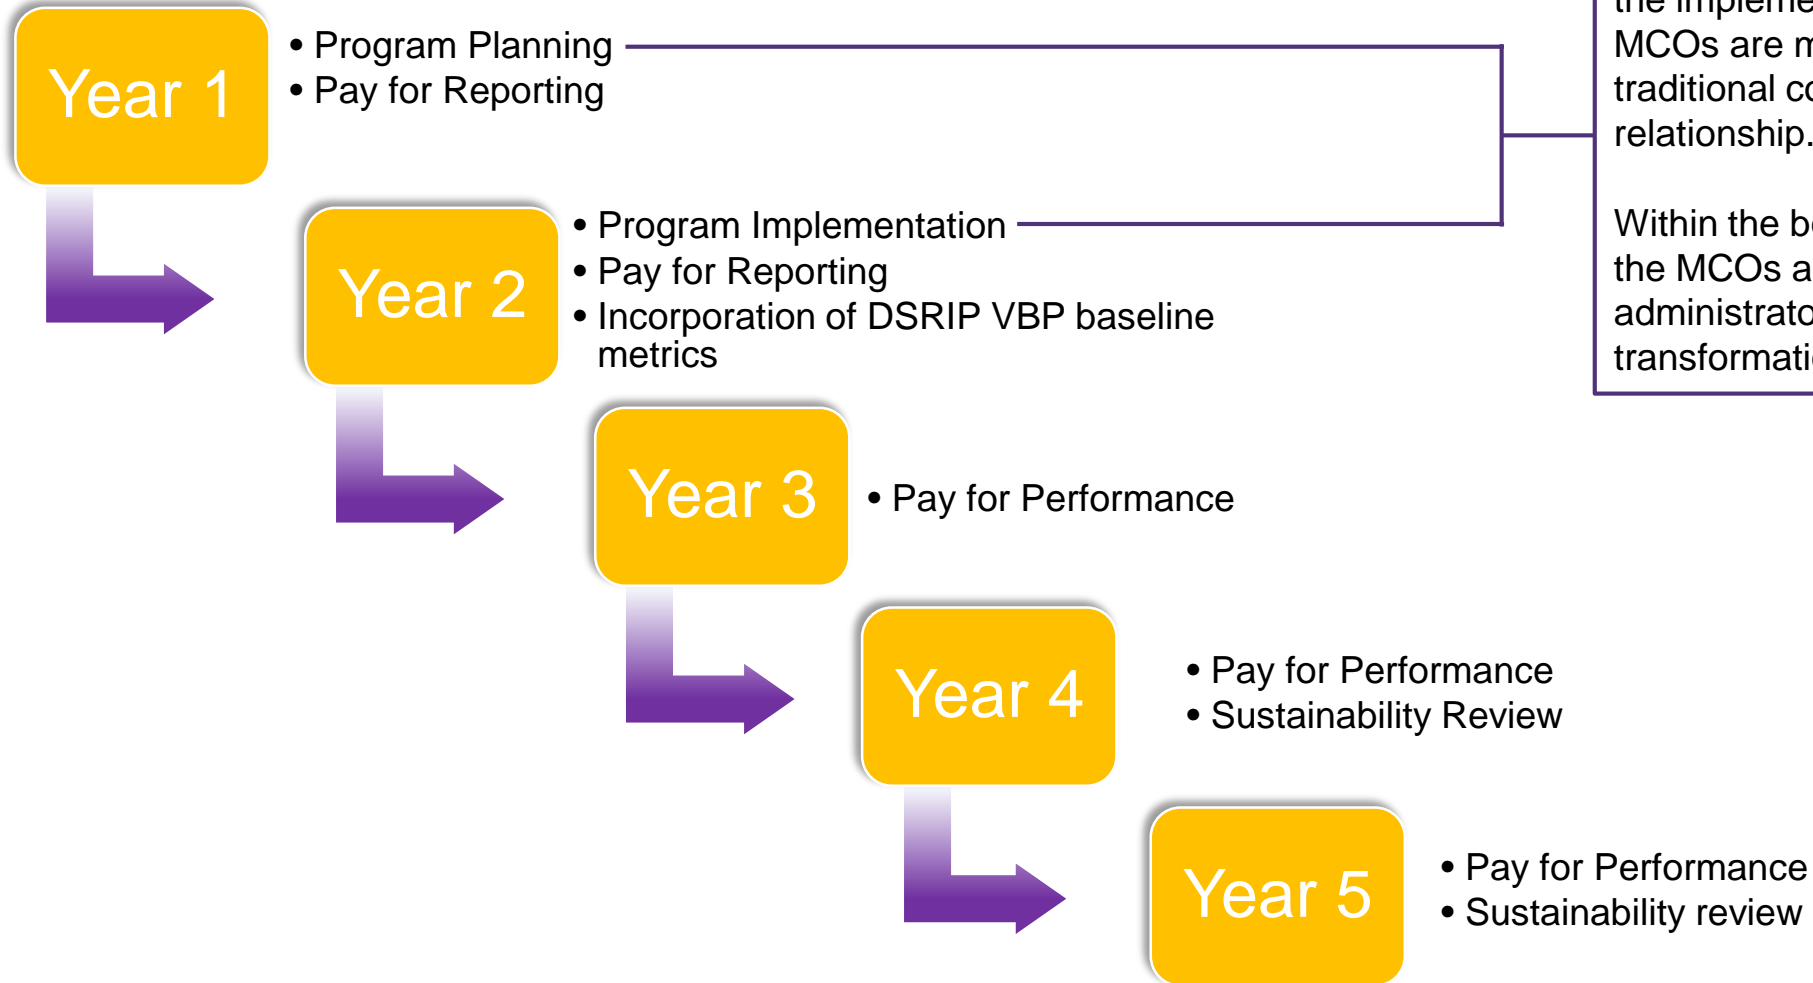 Year 1
• Program Planning
• Pay for Reporting
Year 2
• Program Implementation
• Pay for Reporting
• Incorporation of DSRIP VBP baseline
metrics
Year 3
• Pay for Performance
Year 4
• Pay for Performance
• Sustainability Review
Year 5
• Pay for Performance
• Sustainability review
the
MCOs are
traditional
relationship.
Within the
the MCOs